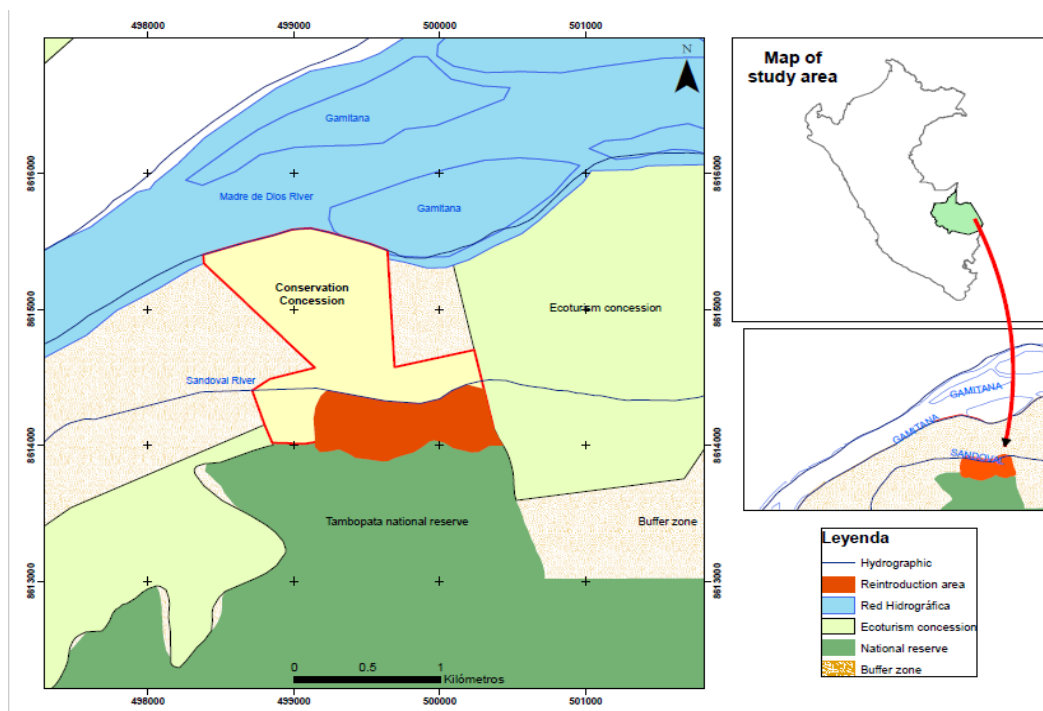 498000
499000
500000
501000
N
8616000
8616000
8615000
8615000
8614000
8614000
8613000
8613000
Gamitana
Madre de Dios River
Gamitana
Conservation
Concession
Ecoturism concession
Sandoval River
Tambopata national reserve
Buffer zone
0 0.5 1
Kilómetros
498000
499000
500000
501000
Map of
study area
GAMITANA
GAMITANA
SANDOVAL
Leyenda
Hydrographic
Reintroduction area
Red Hidrográfica
Ecoturism concession
National reserve
Buffer zone